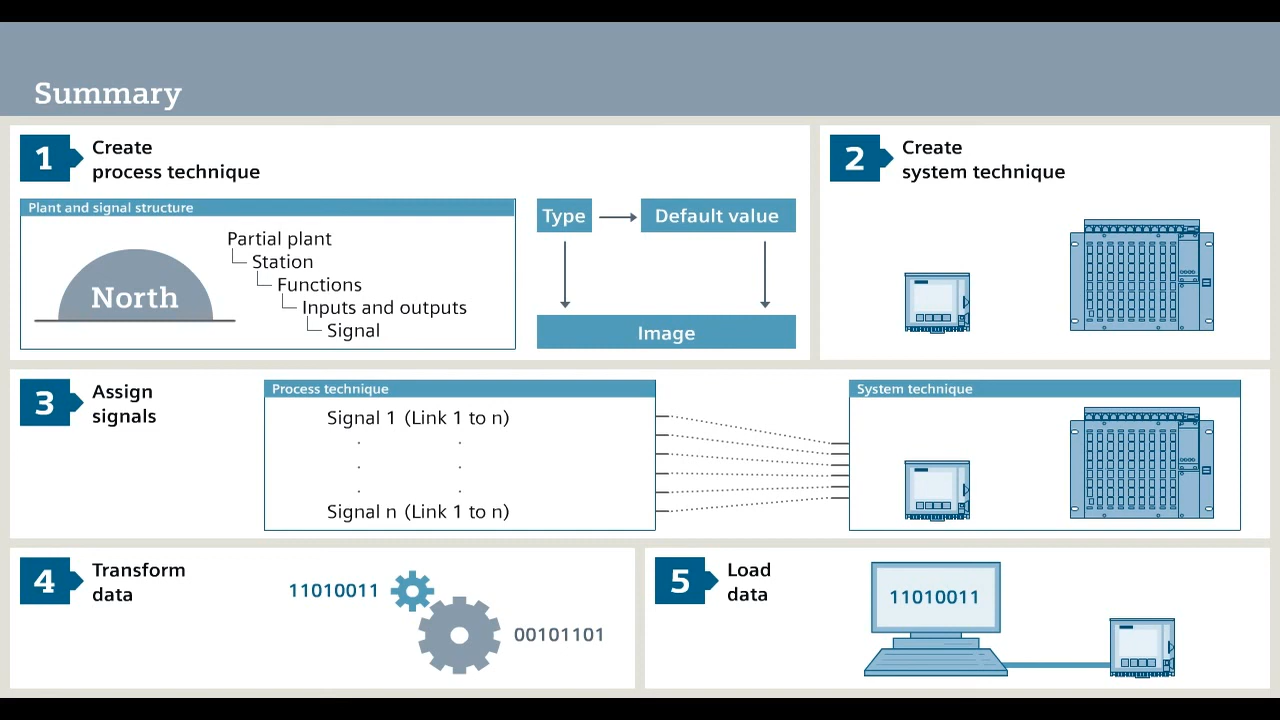 Summary
1
Create
process technique
Plant and signal structure
North
Partial plant
Station
Functions
Inputs and outputs
Signal
Type
Default value
Image
2
Create
system technique
3
Assign
signals
Process technique
Signal 1 (Link 1 to n)
. .
. .
. .
Signal n (Link 1 to n)
System technique
4
Transform
data
11010011
00101101
5
Load
data
11010011